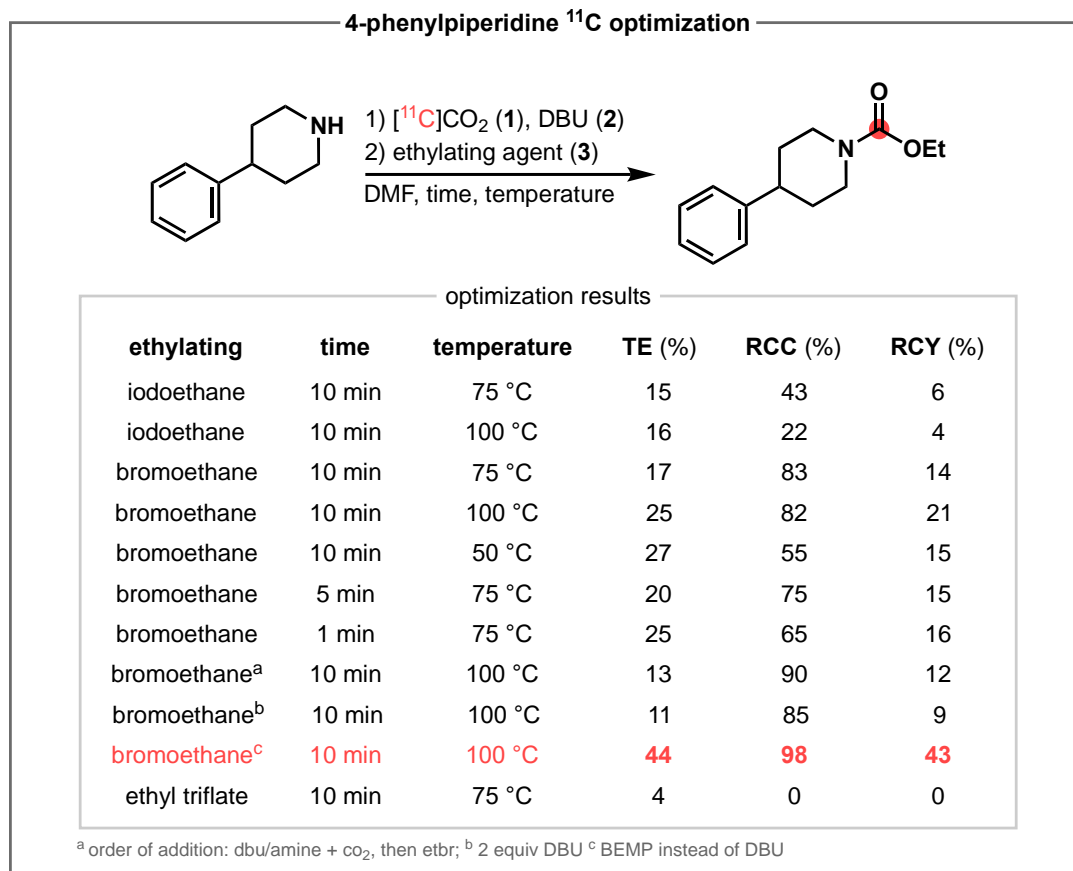 4-phenylpiperidine ¹¹C optimization
NH
1) [¹¹C]CO₂ (1), DBU (2)
2) ethylating agent (3)
DMF, time, temperature
O
N
OEt
optimization results
ethylating time temperature TE (%) RCC (%) RCY (%)
iodoethane 10 min 75 °C 15 43 6
iodoethane 10 min 100 °C 16 22 4
bromoethane 10 min 75 °C 17 83 14
bromoethane 10 min 100 °C 25 82 21
bromoethane 10 min 50 °C 27 55 15
bromoethane 5 min 75 °C 20 75 15
bromoethane 1 min 75 °C 25 65 16
bromoethaneᵃ 10 min 100 °C 13 90 12
bromoethaneᵇ 10 min 100 °C 11 85 9
bromoethaneᶜ 10 min 100 °C 44 98 43
ethyl triflate 10 min 75 °C 4 0 0
ᵃ order of addition: dbu/amine + co₂, then etbr; ᵇ 2 equiv DBU ᶜ BEMP instead of DBU